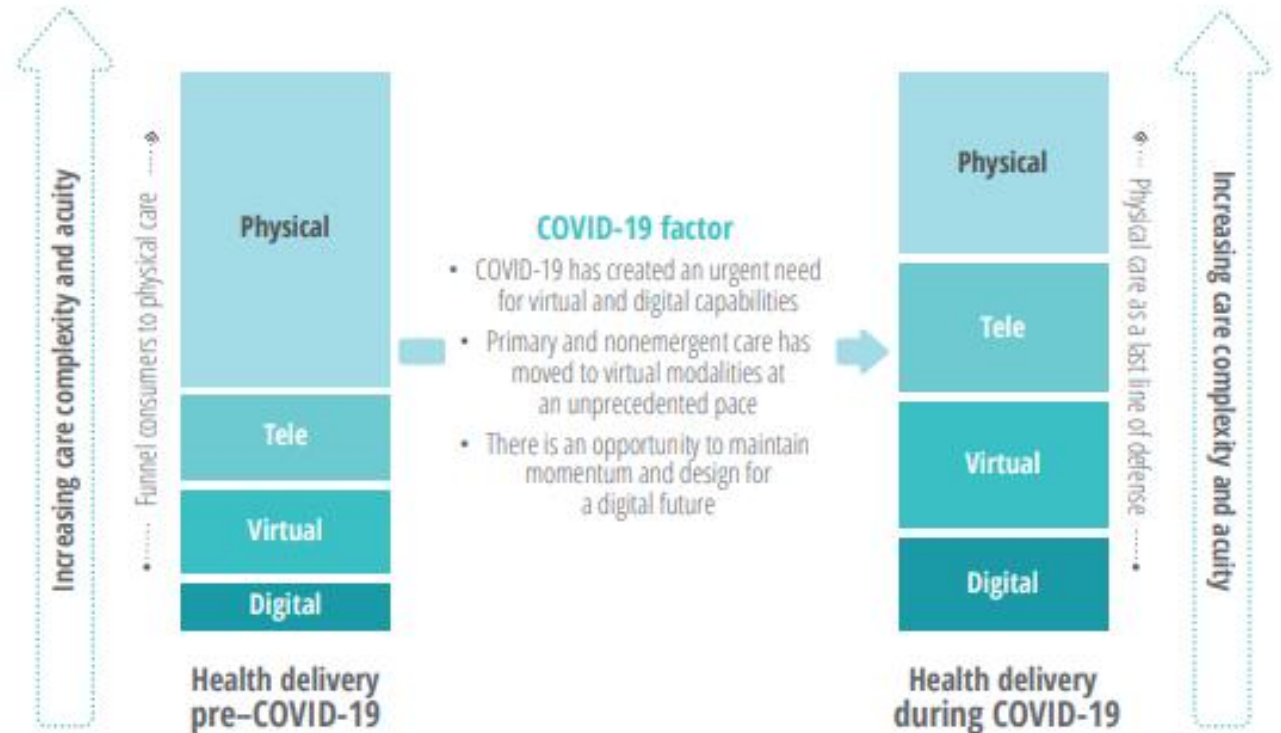 Increasing care complexity and acuity
Funnel consumers to physical care
Physical
Tele
Virtual
Digital
Health delivery
pre–COVID-19
COVID-19 factor
• COVID-19 has created an urgent need
for virtual and digital capabilities
• Primary and nonemergent care has
moved to virtual modalities at
an unprecedented pace
• There is an opportunity to maintain
momentum and design for
a digital future
Physical
Tele
Virtual
Digital
Health delivery
during COVID-19
Physical care as a last line of defense
Increasing care complexity and acuity